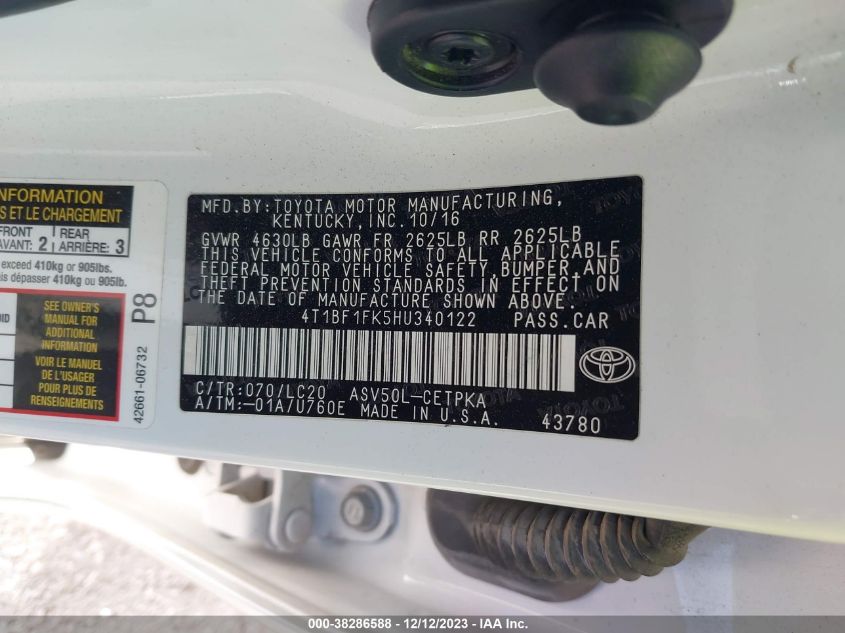 INFORMATION
S ET LE CHARGEMENT
FRONT
AVANT: 2
REAR
ARRIÈRE: 3
exceed 410kg or 905lb.
dépasser 410 kg ou 905 lb.
SEE OWNER'S
MANUAL FOR
ADDITIONAL
INFORMATION
VOIR LE MANUEL
DE L'USAGER
POUR PLUS DE
RENSEIGNEMENTS
P8
42661-06732
MFD.BY:TOYOTA MOTOR MANUFACTURING,
KENTUCKY,INC.10/16
GVWR 4630LB GAWR FR 2625LB RR 2625LB
THIS VEHICLE CONFORMS TO ALL APPLICABLE
FEDERAL MOTOR VEHICLE SAFETY,BUMPER,AND
THEFT PREVENTION STANDARDS IN EFFECT ON
THE DATE OF MANUFACTURE SHOWN ABOVE.
4T1BF1FK5HU340122 PASS.CAR
C/TR:070/LC20 ASV50L-CETPKA
A/TM:-01A/U760E MADE IN U.S.A.
43780
000-38286588 - 12/12/2023 - IAA Inc.